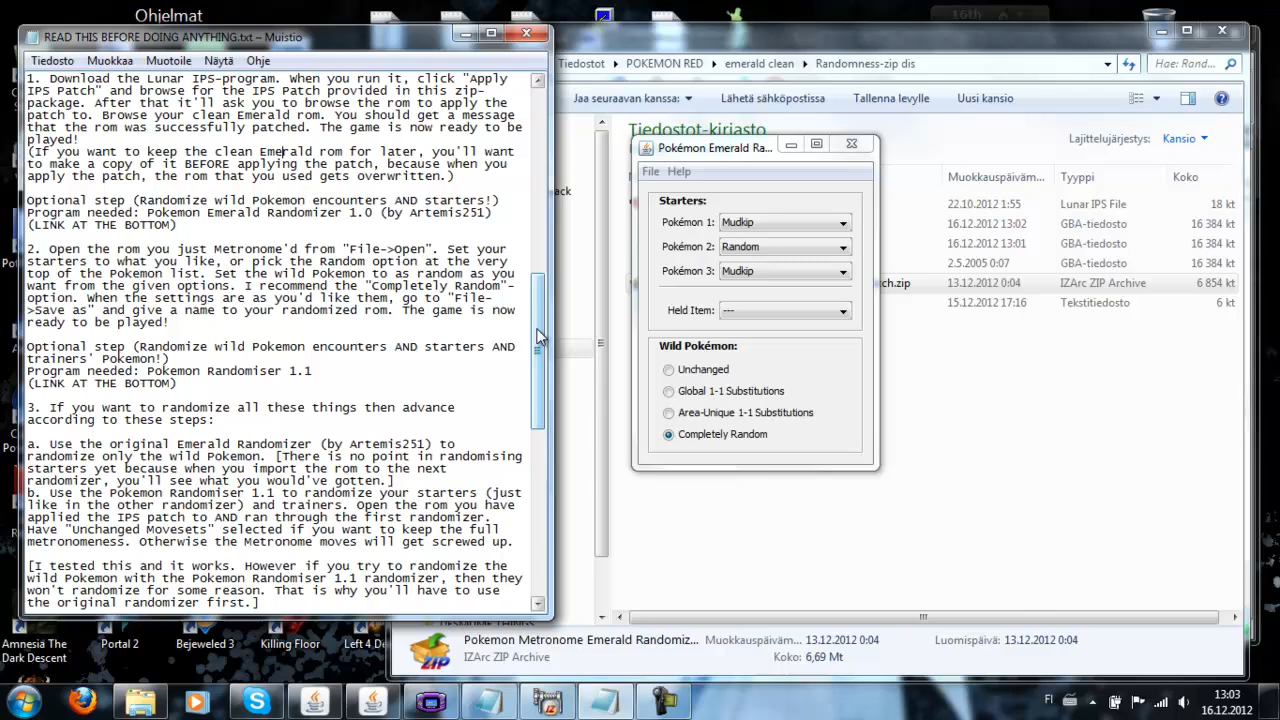 Ohjelmat
16th
READ THIS BEFORE DOING ANYTHING.txt – Muistio
Tiedosto Muokkaa Muotoile Näytä Ohje
1. Download the Lunar IPS-program. When you run it, click "Apply
IPS Patch" and browse for the IPS Patch provided in this zip-
package. After that it'll ask you to browse the rom to apply the
patch to. Browse your clean Emerald rom. You should get a message
that the rom was successfully patched. The game is now ready to be
played!
(If you want to keep the clean Emerald rom for later, you'll want
to make a copy of it BEFORE applying the patch, because when you
apply the patch, the rom that you used gets overwritten.)
Optional step (Randomize wild Pokemon encounters AND starters!)
Program needed: Pokemon Emerald Randomizer 1.0 (by Artemis251)
(LINK AT THE BOTTOM)
2. Open the rom you just Metronome'd from "File->Open". Set your
starters to what you like, or pick the Random option at the very
top of the Pokemon list. Set the wild Pokemon to as random as you
want from the given options. I recommend the "Completely Random"-
option. When the settings are as you'd like them, go to "File-
>Save as" and give a name to your randomized rom. The game is now
ready to be played!
Optional step (Randomize wild Pokemon encounters AND starters AND
trainers' Pokemon!)
Program needed: Pokemon Randomiser 1.1
(LINK AT THE BOTTOM)
3. If you want to randomize all these things then advance
according to these steps:
a. Use the original Emerald Randomizer (by Artemis251) to
randomize only the wild Pokemon. [There is no point in randomising
starters yet because when you import the rom to the next
randomizer, you'll see what you would've gotten.]
b. Use the Pokemon Randomiser 1.1 to randomize your starters (just
like in the other randomizer) and trainers. Open the rom you have
applied the IPS patch to AND ran through the first randomizer.
Have "Unchanged Movesets" selected if you want to keep the full
metronomeness. Otherwise the Metronome moves will get screwed up.
[I tested this and it works. However if you try to randomize the
wild Pokemon with the Pokemon Randomiser 1.1 randomizer, then they
won't randomize for some reason. That is why you'll have to use
the original randomizer first.]
Tiedostot POKEMON RED emerald clean Randomness-zip dis
Hae: Rand...
Jaa seuraavan kanssa: Lähetä sähköpostissa Tallenna levylle Uusi kansio
Tiedostot-kirjasto
Lajittelujärjestys: Kansio
Muokkauspäiväm... Tyyppi Koko
22.10.2012 1:55 Lunar IPS File 18 kt
16.12.2012 13:02 GBA-tiedosto 16 384 kt
16.12.2012 13:01 GBA-tiedosto 16 384 kt
2.5.2005 0:07 GBA-tiedosto 16 384 kt
ch.zip 13.12.2012 0:04 IZArc ZIP Archive 6 854 kt
15.12.2012 17:16 Tekstitiedosto 6 kt
Pokémon Emerald Ra...
File Help
Starters:
Pokémon 1: Mudkip
Pokémon 2: Random
Pokémon 3: Mudkip
Held Item: ---
Wild Pokémon:
Unchanged
Global 1-1 Substitutions
Area-Unique 1-1 Substitutions
Completely Random
Pokemon Metronome Emerald Randomiz... Muokkauspäiväm... 13.12.2012 0:04 Luomispäivä: 13.12.2012 0:04
IZArc ZIP Archive Koko: 6,69 Mt
ZIP
Amnesia The
Dark Descent
Portal 2
Bejeweled 3
Killing Floor
Left 4 De
FI
13:03
16.12.2012